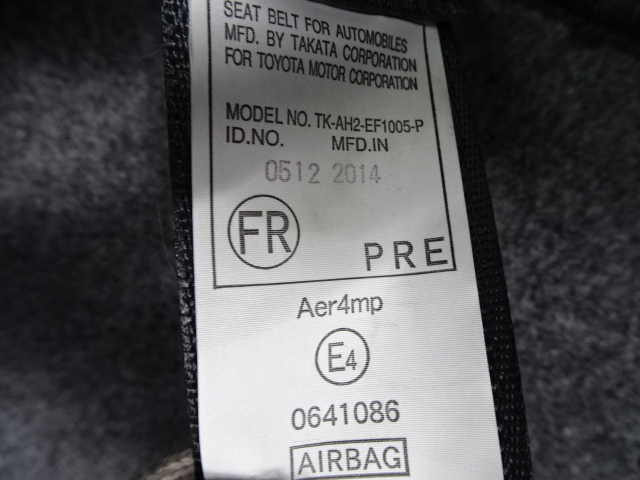 SEAT BELT FOR AUTOMOBILES
MFD. BY TAKATA CORPORATION
FOR TOYOTA MOTOR CORPORATION
MODEL NO. TK-AH2-EF1005-P
ID.NO. MFD.IN
0512 2014
FR
PRE
Aer4mp
E4
0641086
AIRBAG